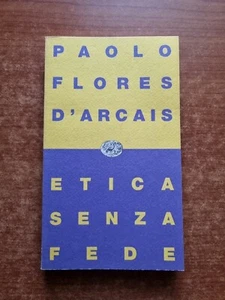 PAOLO
FLORES
D'ARCAIS
ETICA
SENZA
FEDE